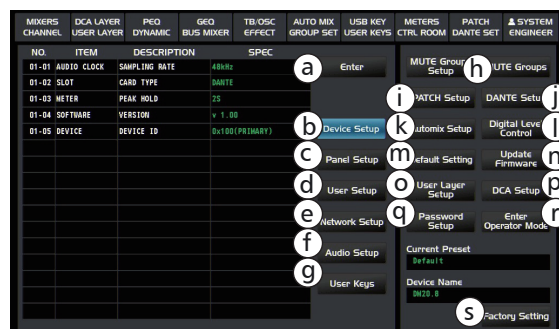 MIXERS DCA LAYER PEQ GEQ TB/OSC AUTO MIX USB KEY METERS PATCH SYSTEM
CHANNEL USER LAYER DYNAMIC BUS MIXER EFFECT GROUP SET USER KEYS CTRL ROOM DANTE SET ENGINEER
NO. ITEM DESCRIPTION SPEC
01-01 AUDIO CLOCK SAMPLING RATE 48kHz
01-02 SLOT CARD TYPE DANTE
01-03 METER PEAK HOLD 2S
01-04 SOFTWARE VERSION v 1.00
01-05 DEVICE DEVICE ID 0x100(PRIMARY)
a Enter
b Device Setup
c Panel Setup
d User Setup
e Network Setup
f Audio Setup
g User Keys
MUTE Group
Setup
h MUTE Groups
i PATCH Setup
j DANTE Setup
k Automix Setup
l Digital Level
Control
m Default Setting
n Update
Firmware
o User Layer
Setup
p DCA Setup
q Password
Setup
r Enter
Operator Mode
Current Preset
Default
Device Name
DM20.8
s Factory Setting